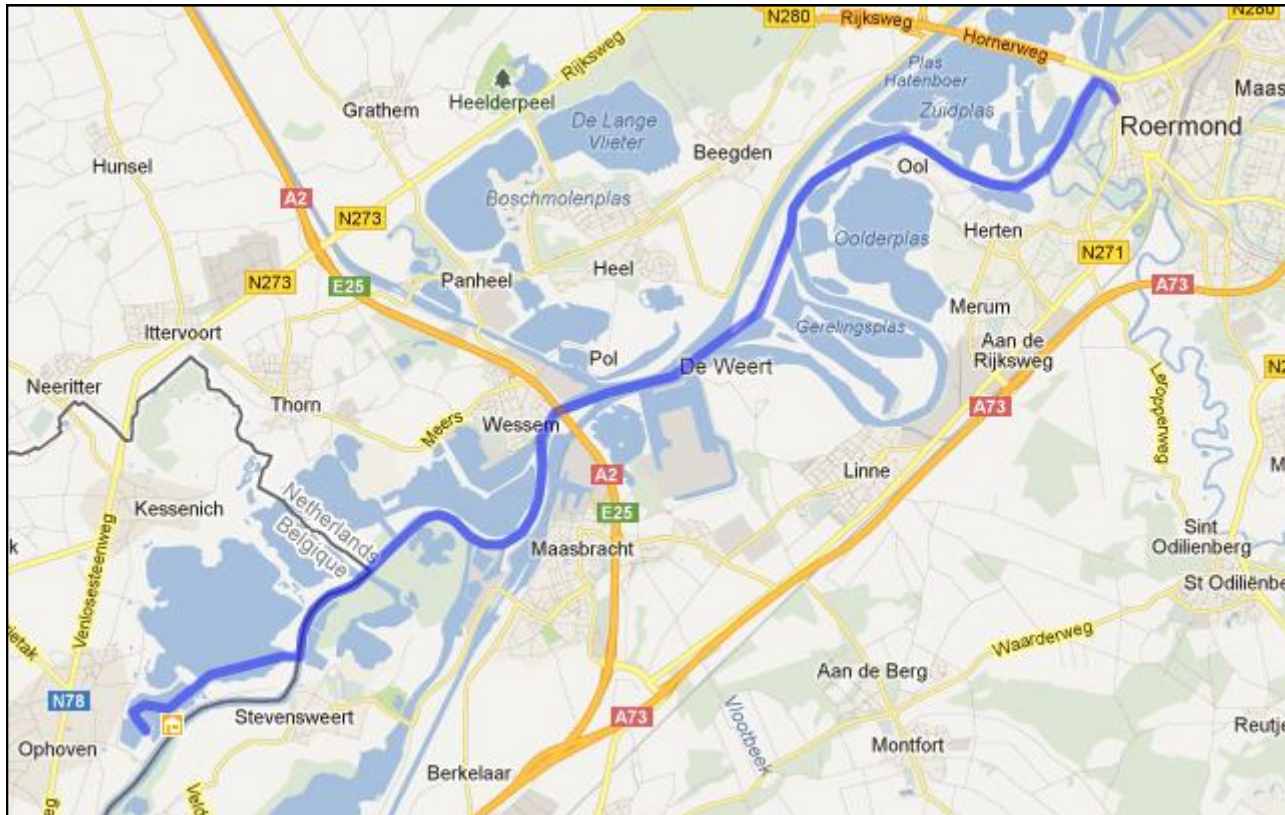 N280
Rijksweg
Hornerweg
N280
Rijksweg
Plas
Hatenboer
Zuidplas
Maas
Heelderpeel
Grathem
De Lange
Vlieter
Beegden
Roermond
Hunsel
Ool
A2
Boschmolenplas
N273
Oolderplas
Herten
N271
Panheel
Heel
N273
E25
A73
Merum
Gerelingsplas
Aan de
Rijksweg
Ittervoort
Pol
De Weert
Neeritter
Thorn
Meers
Wessem
A73
Leropperweg
A2
Linne
Kessenich
Netherlands
Belgique
E25
Sint
Odilienberg
Maasbracht
St Odiliënbe
Venlosesteenweg
Waarderweg
Aan de Berg
N78
Stevensweert
A73
Vlootbeek
Reutje
Ophoven
Montfort
Berkelaar